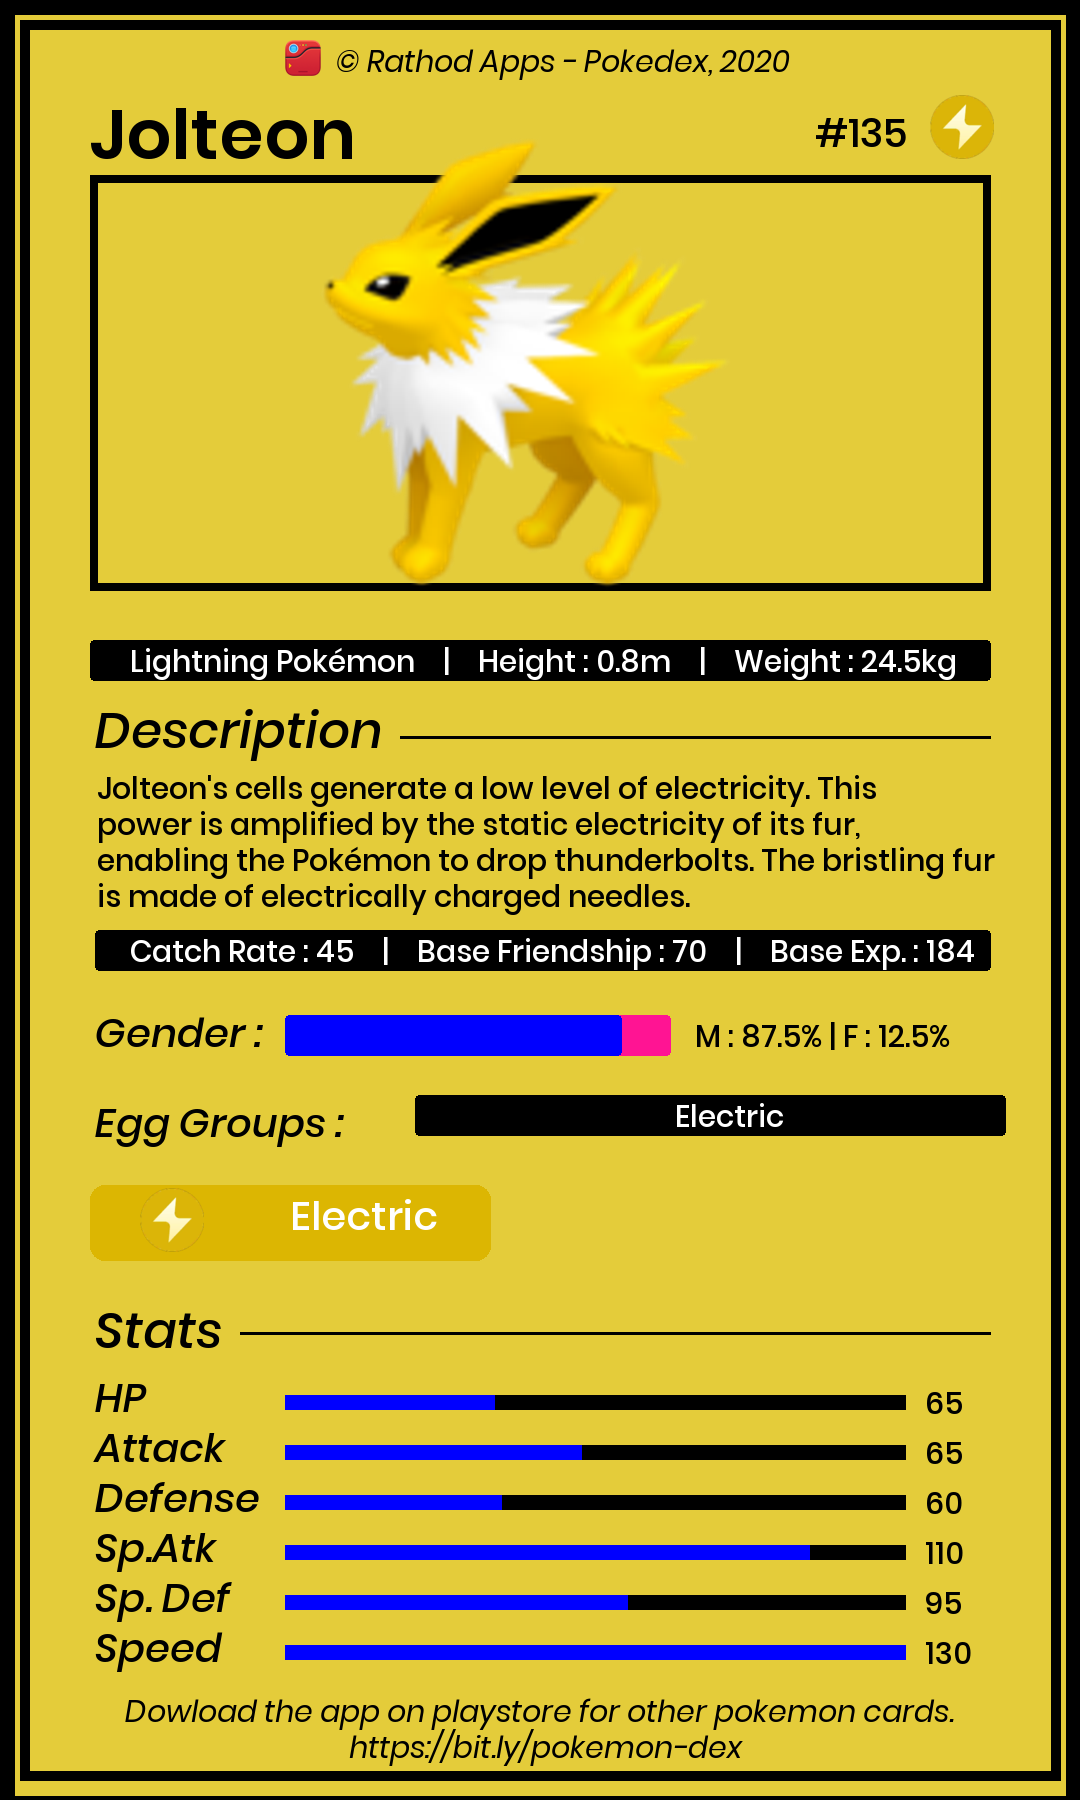 © Rathod Apps - Pokedex, 2020
Jolteon
#135
Lightning Pokémon | Height : 0.8m | Weight : 24.5kg
Description
Jolteon's cells generate a low level of electricity. This
power is amplified by the static electricity of its fur,
enabling the Pokémon to drop thunderbolts. The bristling fur
is made of electrically charged needles.
Catch Rate : 45 | Base Friendship : 70 | Base Exp. : 184
Gender : M : 87.5% | F : 12.5%
Egg Groups : Electric
Electric
Stats
HP 65
Attack 65
Defense 60
Sp.Atk 110
Sp. Def 95
Speed 130
Dowload the app on playstore for other pokemon cards.
https://bit.ly/pokemon-dex